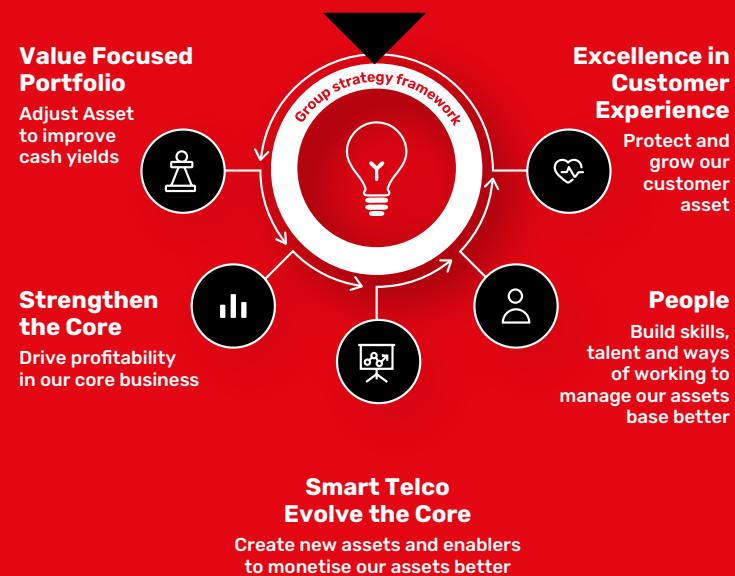 Group strategy framework
Value Focused
Portfolio
Adjust Asset
to improve
cash yields
Excellence in
Customer
Experience
Protect and
grow our
customer
asset
Strengthen
the Core
Drive profitability
in our core business
People
Build skills,
talent and ways
of working to
manage our assets
base better
Smart Telco
Evolve the Core
Create new assets and enablers
to monetise our assets better